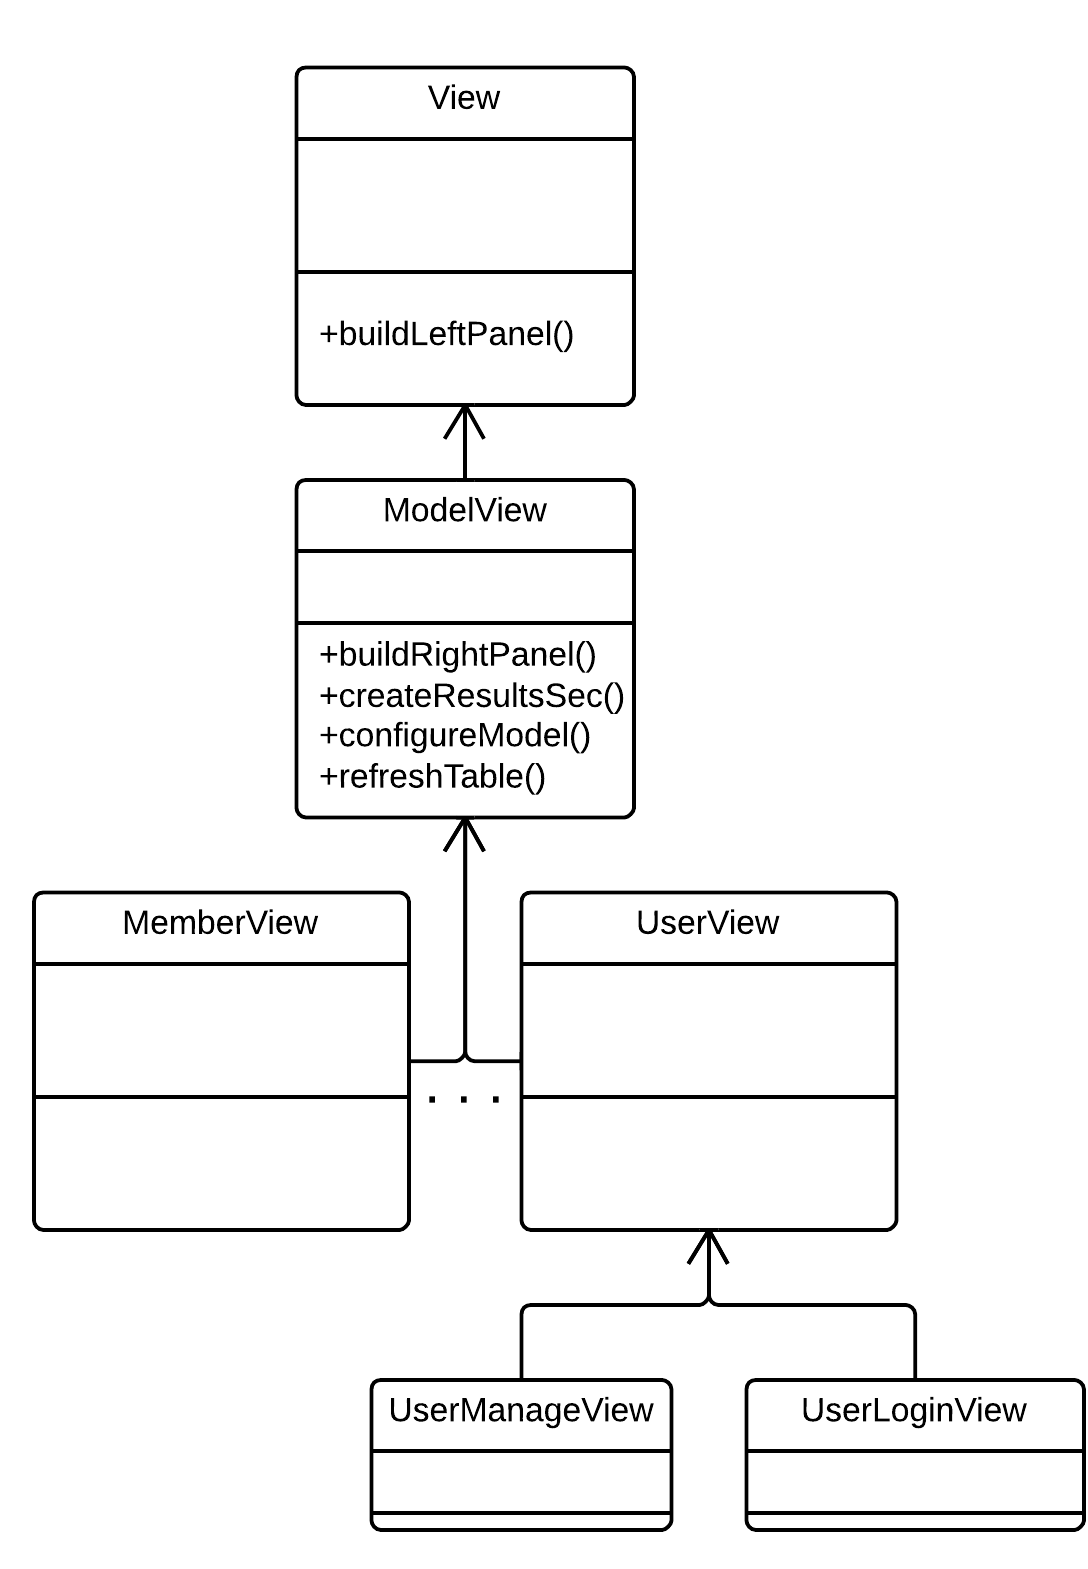 View
+buildLeftPanel()
ModelView
+buildRightPanel()
+createResultsSec()
+configureModel()
+refreshTable()
MemberView
UserView
. . .
UserManageView
UserLoginView